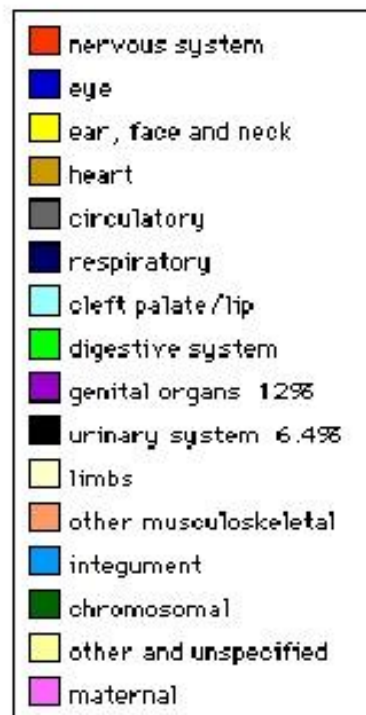 nervous system
eye
ear, face and neck
heart
circulatory
respiratory
cleft palate/lip
digestive system
genital organs 12%
urinary system 6.4%
limbs
other musculoskeletal
integument
chromosomal
other and unspecified
maternal